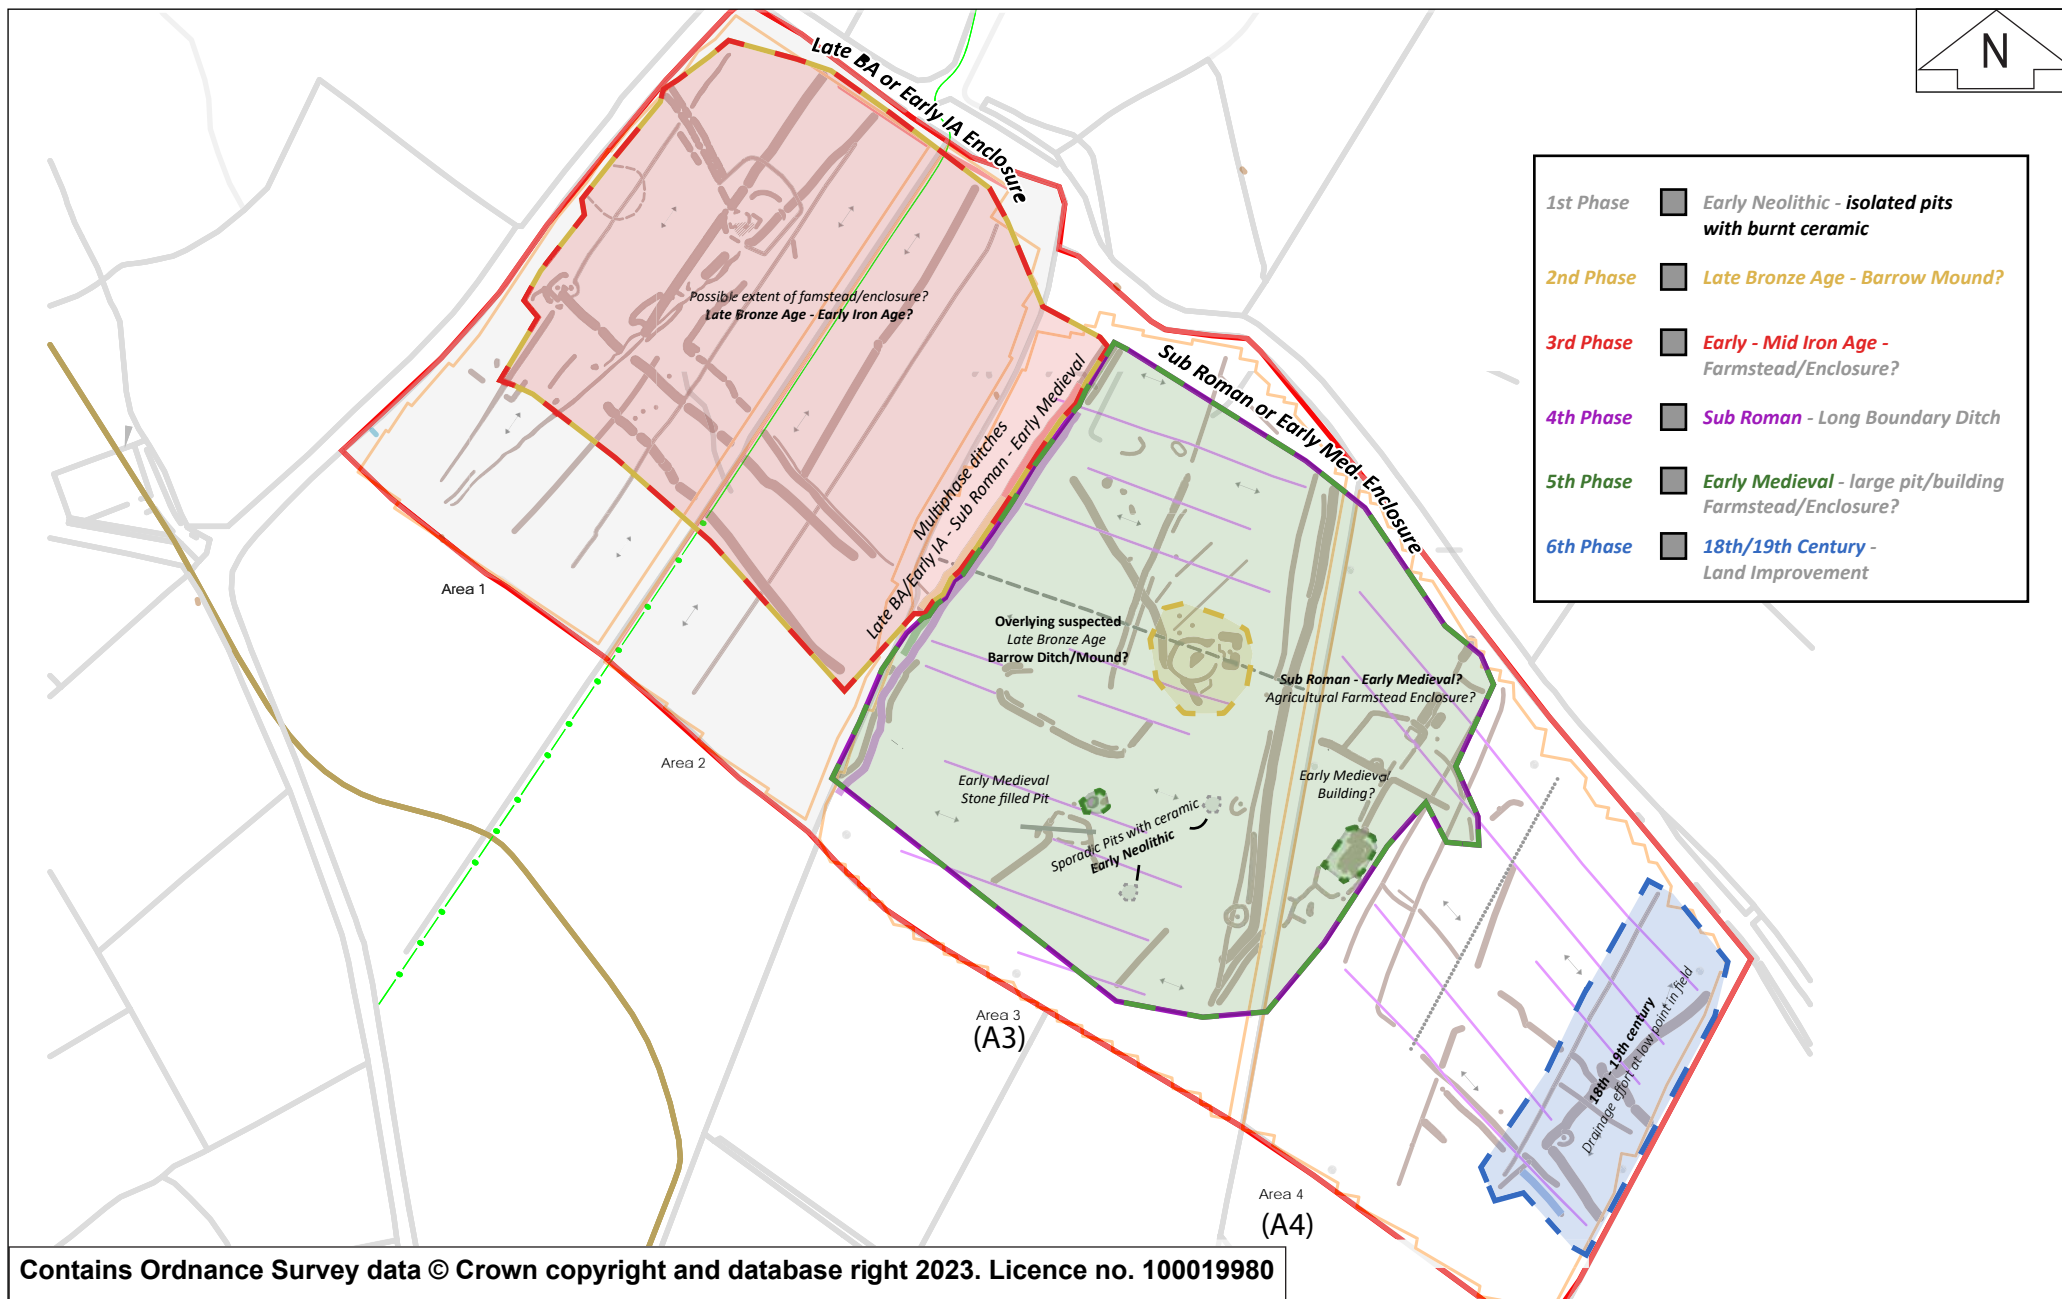 N
Late BA or Early IA Enclosure
1st Phase
Early Neolithic - isolated pits
with burnt ceramic
2nd Phase
Late Bronze Age - Barrow Mound?
3rd Phase
Early - Mid Iron Age -
Farmstead/Enclosure?
4th Phase
Sub Roman - Long Boundary Ditch
5th Phase
Early Medieval - large pit/building
Farmstead/Enclosure?
6th Phase
18th/19th Century -
Land Improvement
Possible extent of famstead/enclosure?
Late Bronze Age - Early Iron Age?
Sub Roman or Early Med. Enclosure
Multiphase ditches
Late BA/Early IA - Sub Roman - Early Medieval
Area 1
Overlying suspected
Late Bronze Age
Barrow Ditch/Mound?
Sub Roman - Early Medieval?
Agricultural Farmstead Enclosure?
Area 2
Early Medieval
Stone filled Pit
Early Medieval
Building?
Sporadic Pits with ceramic
Early Neolithic
Area 3
(A3)
18th - 19th century
Drainage effort at low point in field
Area 4
(A4)
Contains Ordnance Survey data © Crown copyright and database right 2023. Licence no. 100019980